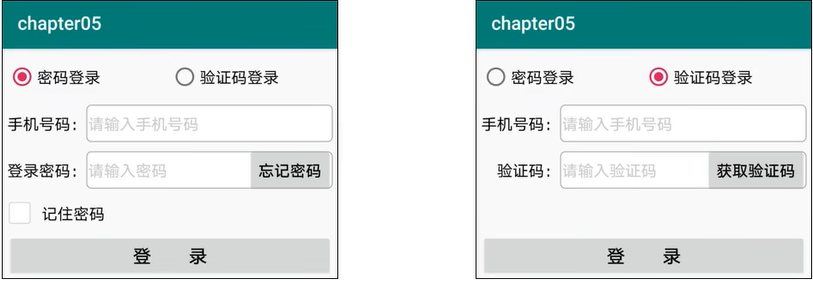 chapter05
密码登录 验证码登录
手机号码： 请输入手机号码
登录密码： 请输入密码 忘记密码
记住密码
登 录
chapter05
密码登录 验证码登录
手机号码： 请输入手机号码
验证码： 请输入验证码 获取验证码
登 录